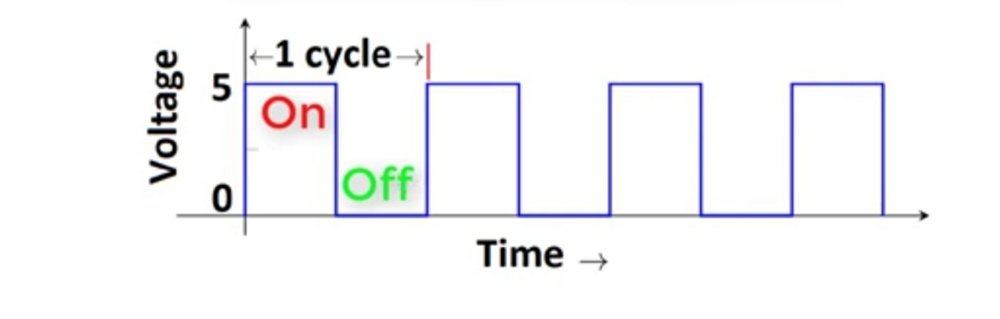 ←1 cycle→
Voltage
5
On
Off
0
Time →